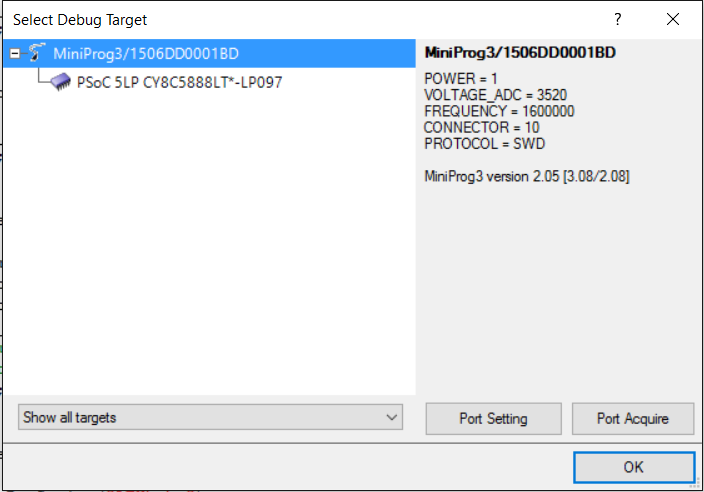 Select Debug Target
?
MiniProg3/1506DD0001BD
PSoC 5LP CY8C5888LT*-LP097
MiniProg3/1506DD0001BD
POWER = 1
VOLTAGE_ADC = 3520
FREQUENCY = 1600000
CONNECTOR = 10
PROTOCOL = SWD
MiniProg3 version 2.05 [3.08/2.08]
Show all targets
Port Setting
Port Acquire
OK